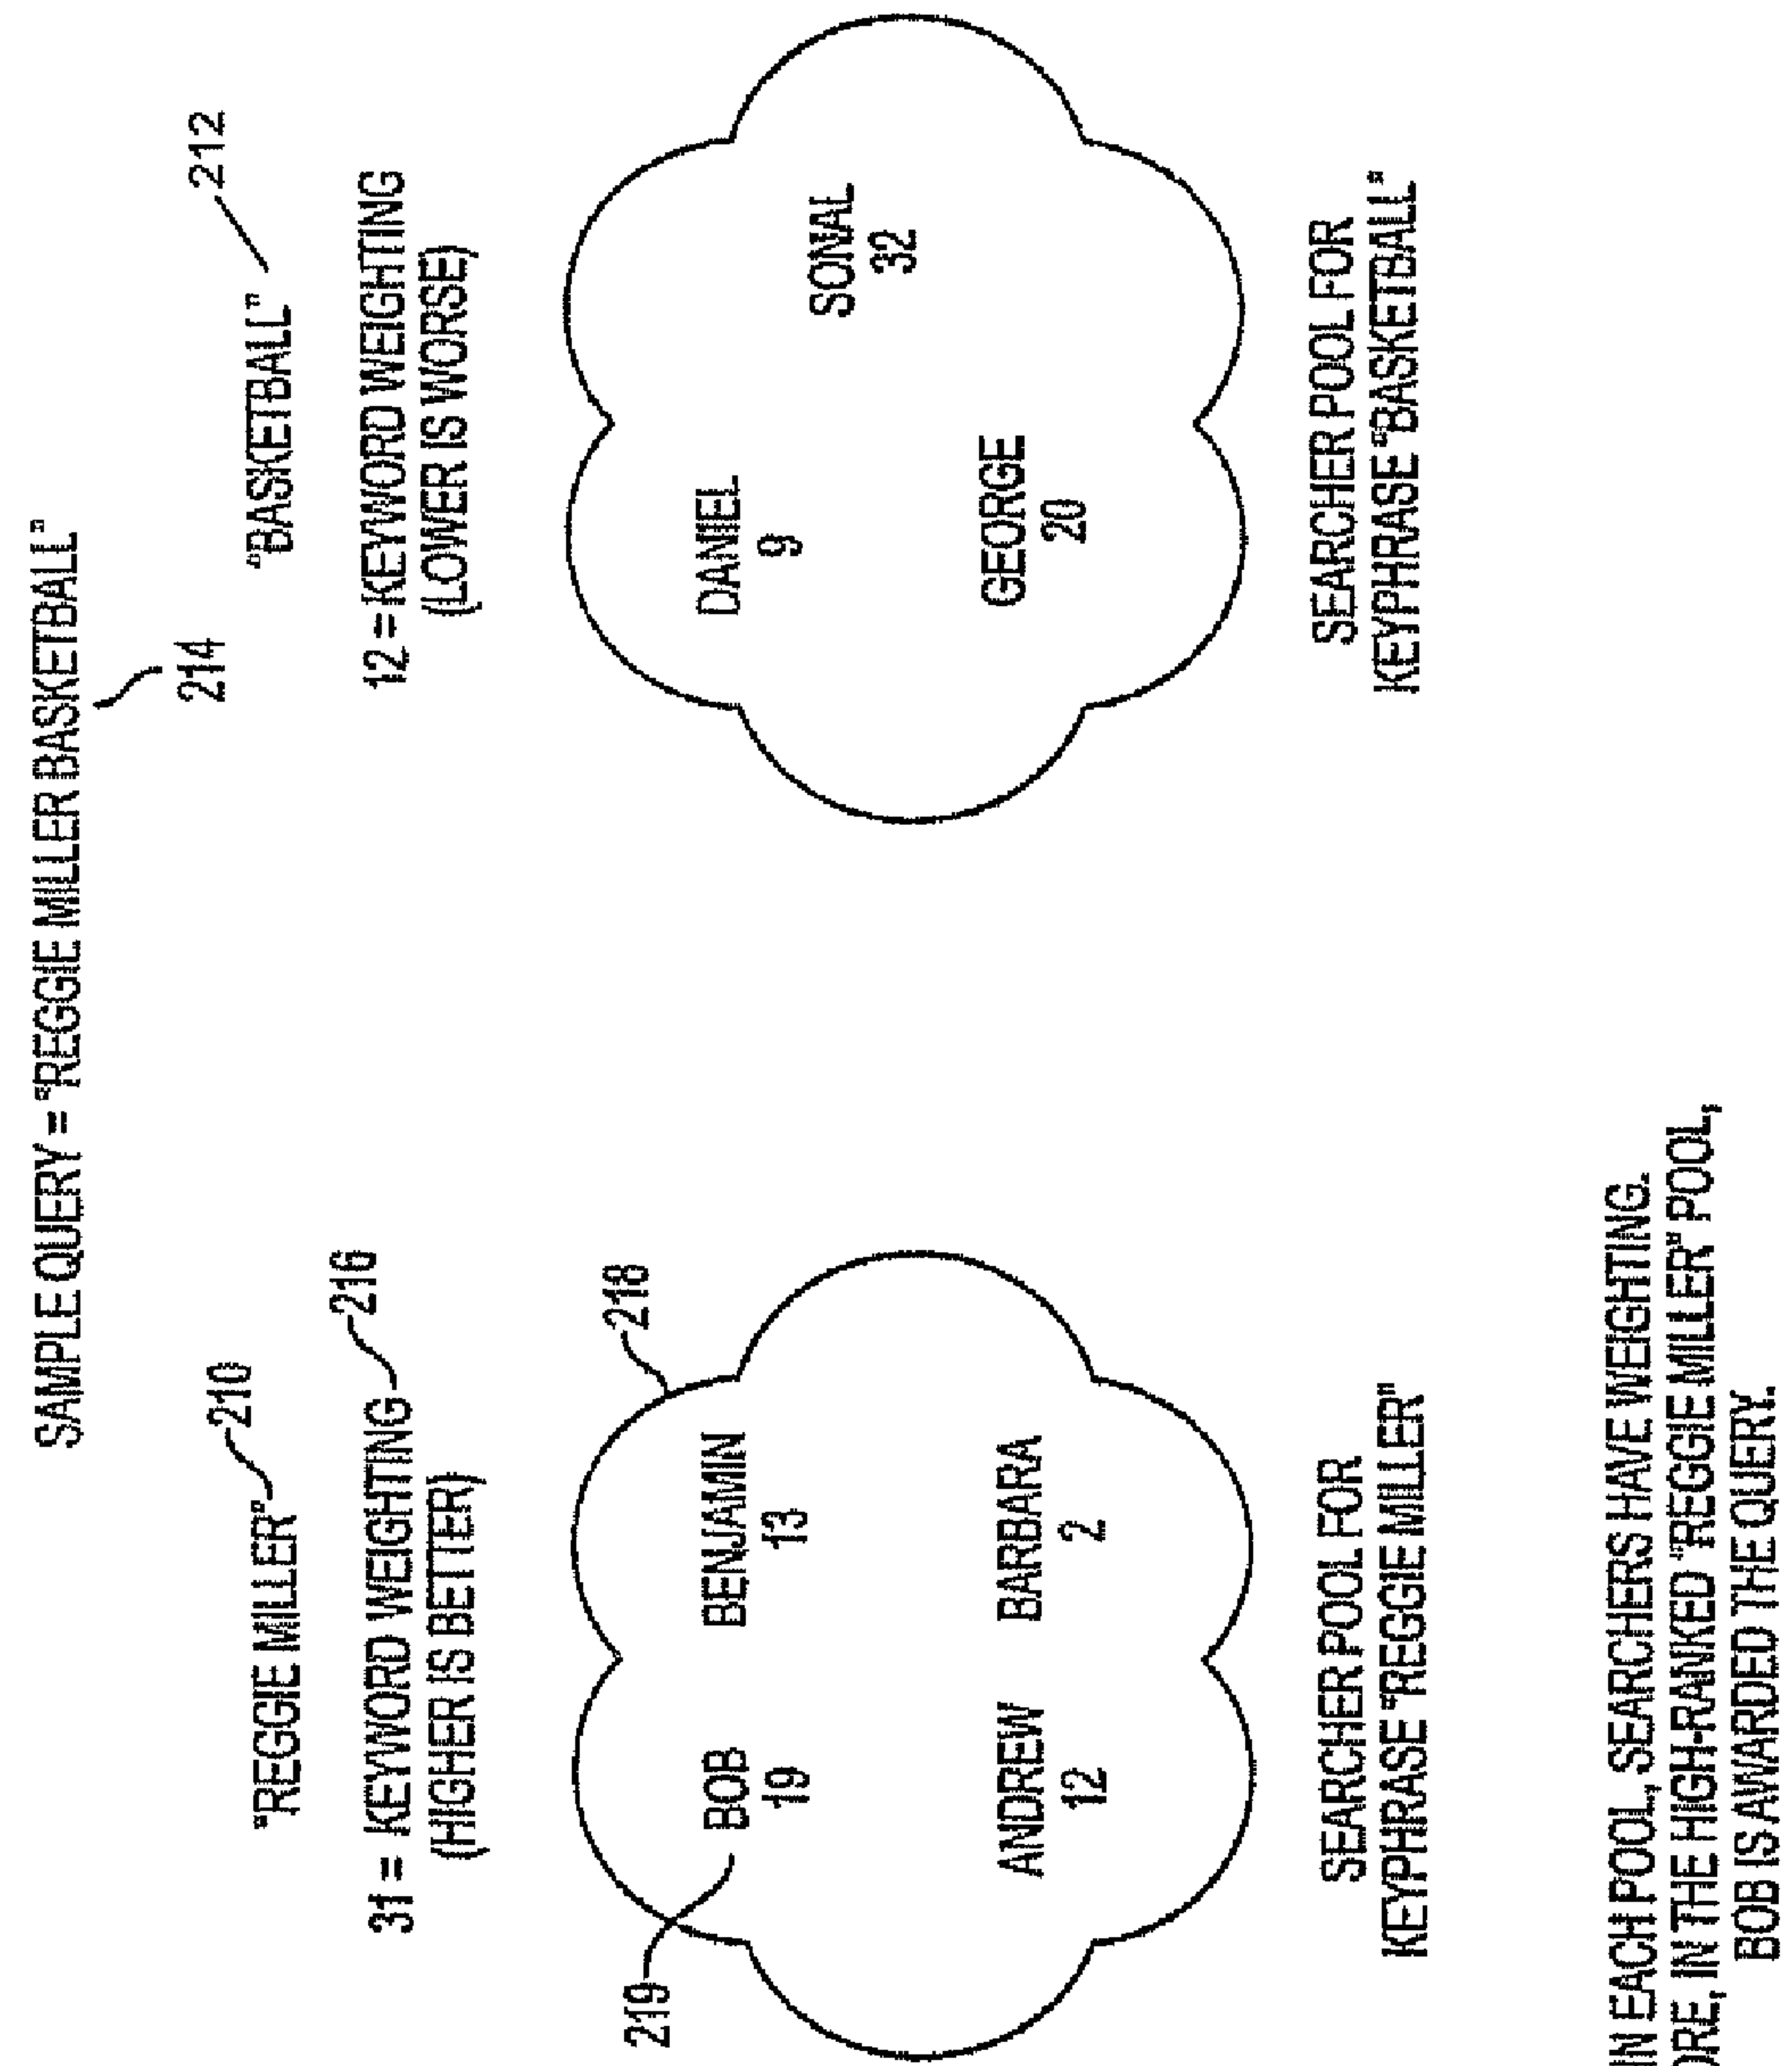 SAMPLE QUERY = "REGGIE MILLER BASKETBALL"
214
"REGGIE MILLER"
210
31 = KEYWORD WEIGHTING
(HIGHER IS BETTER)
216
218
219
BOB
19
BENJAMIN
13
ANDREW
12
BARBARA
2
SEARCHER POOL FOR
KEYPHRASE "REGGIE MILLER"
"BASKETBALL"
212
12 = KEYWORD WEIGHTING
(LOWER IS WORSE)
DANIEL
9
SONAL
32
GEORGE
20
SEARCHER POOL FOR
KEYPHRASE "BASKETBALL"
IN EACH POOL, SEARCHERS HAVE WEIGHTING.
IN THE HIGH-RANKED "REGGIE MILLER" POOL,
BOB IS AWARDED THE QUERY.